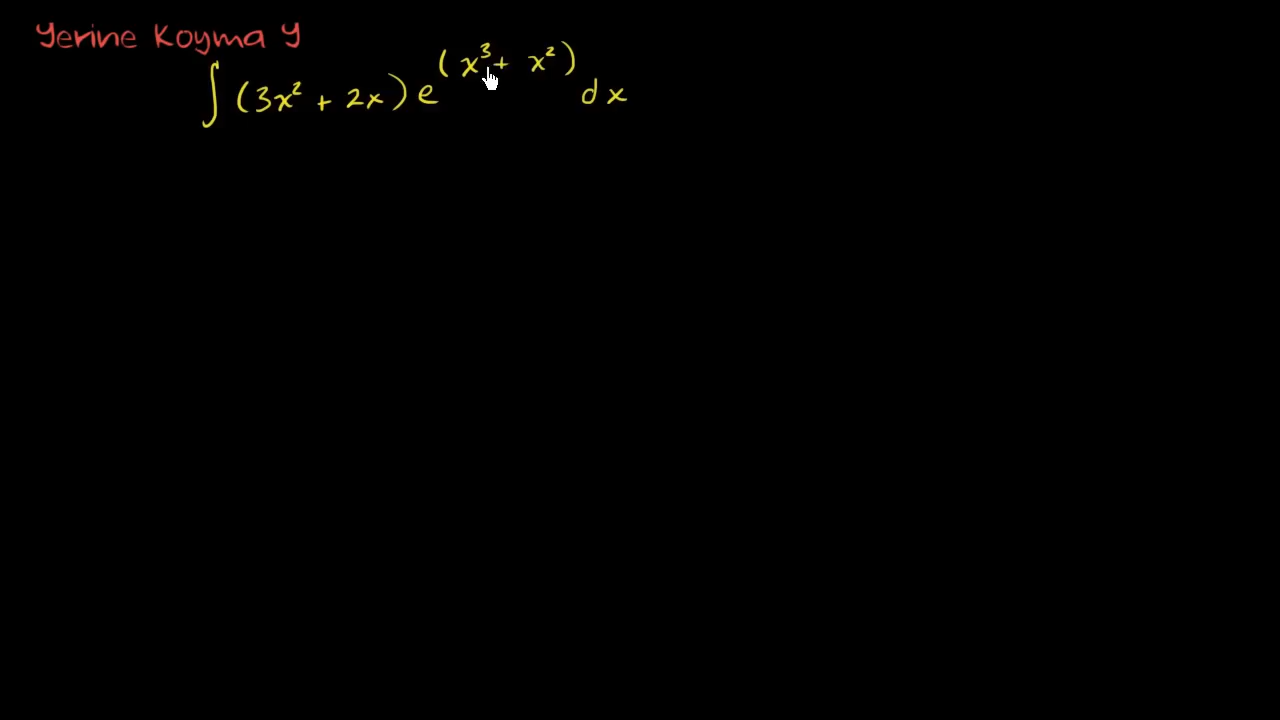 Yerine Koyma Y
∫(3x² + 2x)e^(x³ + x²) dx